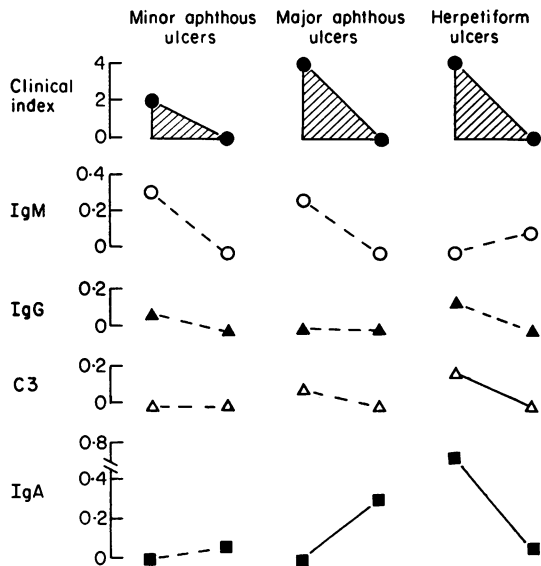 Minor aphthous ulcers
Major aphthous ulcers
Herpetiform ulcers
Clinical index
4
2
0
IgM
0·4
0·2
0
IgG
0·2
0
C3
0·2
0
IgA
0·8
0·4
0·2
0